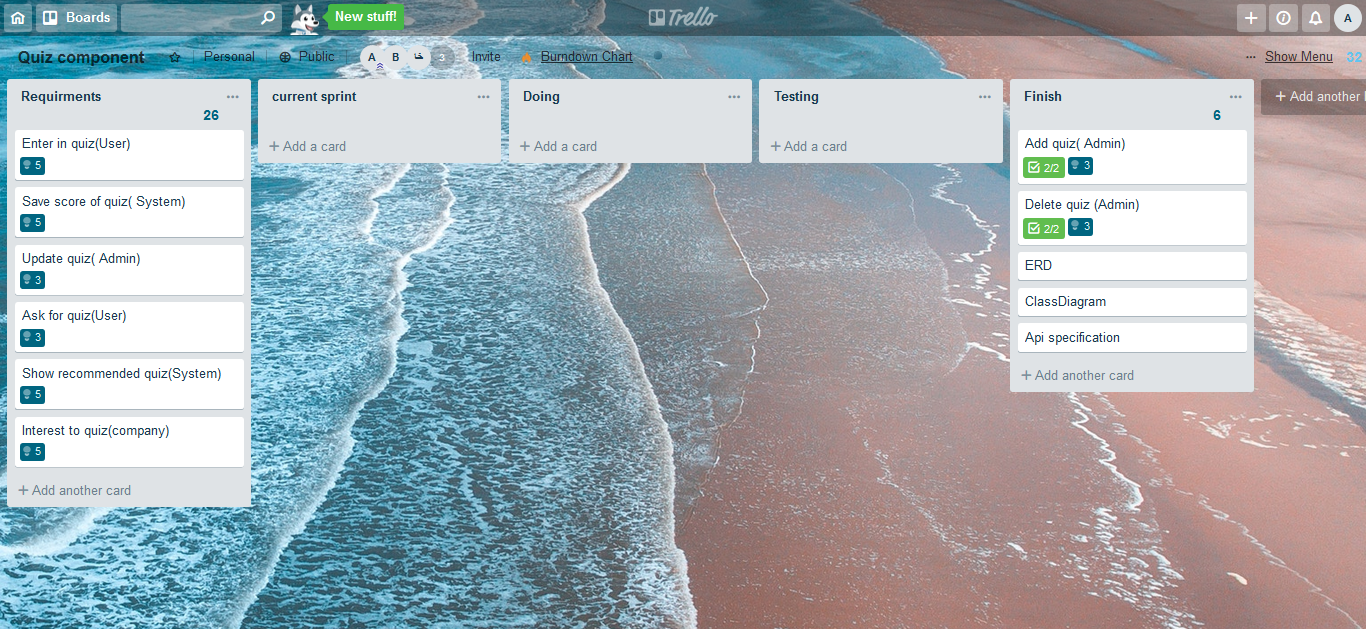 Boards
New stuff!
Trello
A
Quiz component
Personal
Public
A
B
3
Invite
Burndown Chart
... Show Menu
32
Requirments
...
26
Enter in quiz(User)
5
Save score of quiz( System)
5
Update quiz( Admin)
3
Ask for quiz(User)
3
Show recommended quiz(System)
5
Interest to quiz(company)
5
+ Add another card
current sprint
...
+ Add a card
Doing
...
+ Add a card
Testing
...
+ Add a card
Finish
...
6
Add quiz( Admin)
2/2
3
Delete quiz (Admin)
2/2
3
ERD
ClassDiagram
Api specification
+ Add another card
+ Add another